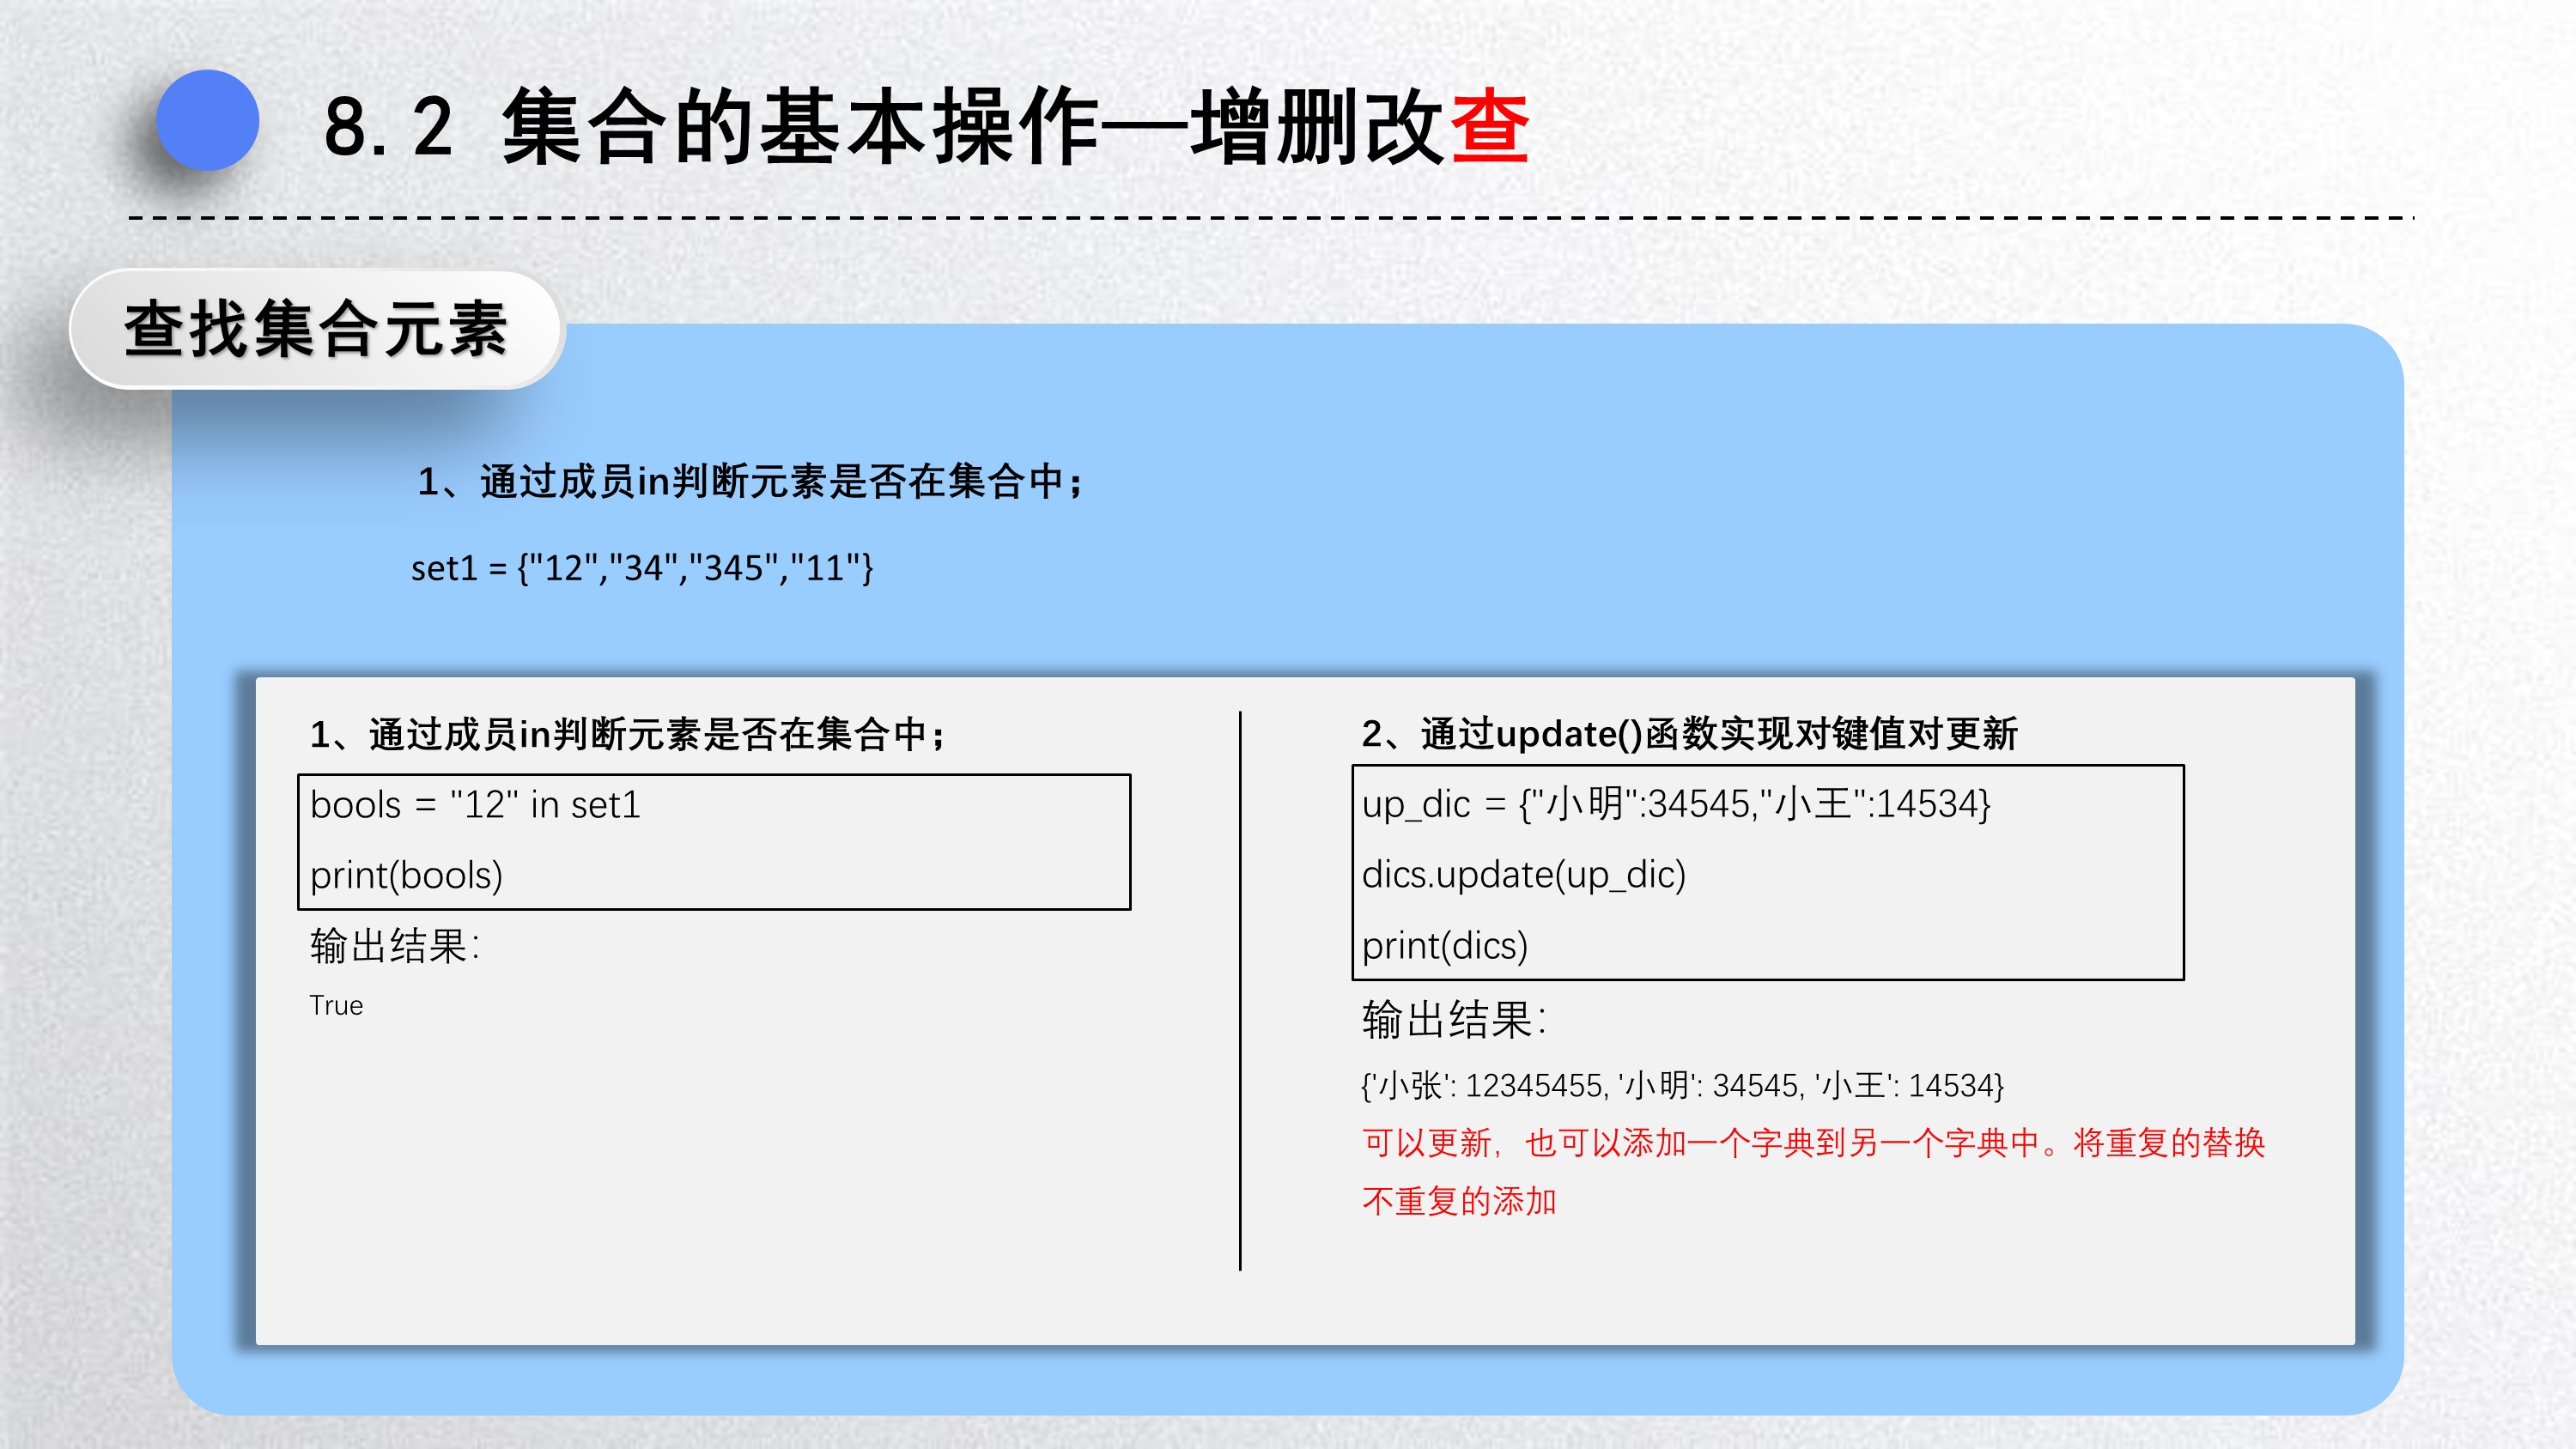 8.2 集合的基本操作—增删改查
查找集合元素
1、通过成员in判断元素是否在集合中；
set1 = {"12","34","345","11"}
1、通过成员in判断元素是否在集合中；
bools = "12" in set1
print(bools)
输出结果：
True
2、通过update()函数实现对键值对更新
up_dic = {"小明":34545,"小王":14534}
dics.update(up_dic)
print(dics)
输出结果：
{'小张': 12345455, '小明': 34545, '小王': 14534}
可以更新，也可以添加一个字典到另一个字典中。将重复的替换
不重复的添加